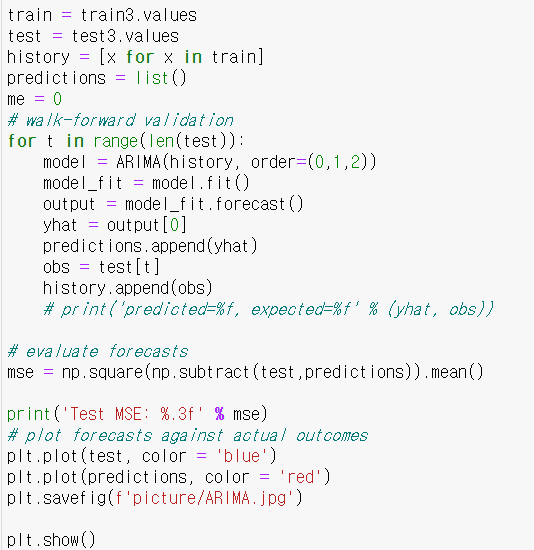 train = train3.values
test = test3.values
history = [x for x in train]
predictions = list()
me = 0
# walk-forward validation
for t in range(len(test)):
    model = ARIMA(history, order=(0,1,2))
    model_fit = model.fit()
    output = model_fit.forecast()
    yhat = output[0]
    predictions.append(yhat)
    obs = test[t]
    history.append(obs)
    # print('predicted=%f, expected=%f' % (yhat, obs))
# evaluate forecasts
mse = np.square(np.subtract(test,predictions)).mean()
print('Test MSE: %.3f' % mse)
# plot forecasts against actual outcomes
plt.plot(test, color = 'blue')
plt.plot(predictions, color = 'red')
plt.savefig(f'picture/ARIMA.jpg')
plt.show()